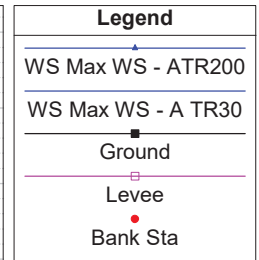 Legend
WS Max WS - ATR200
WS Max WS - A TR30
Ground
Levee
Bank Sta